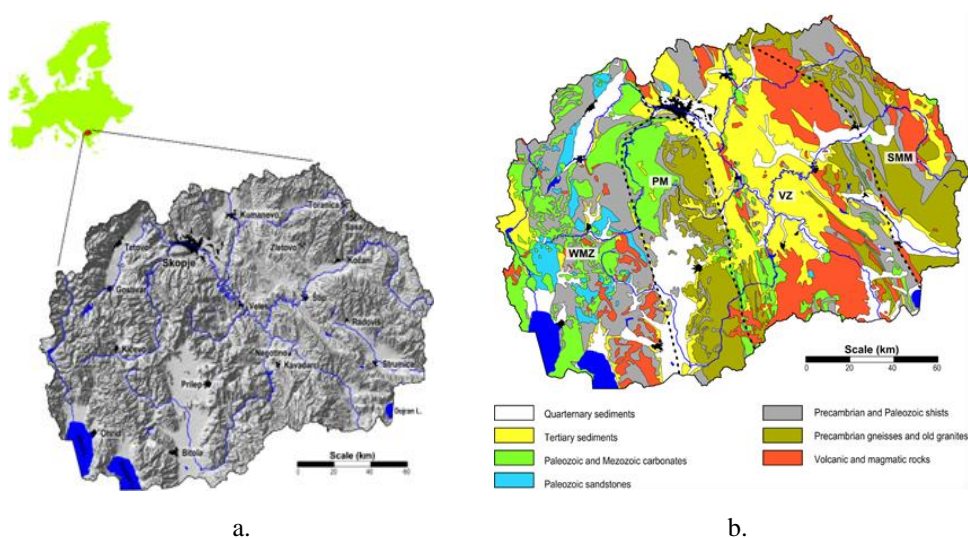 Toranica
Kumanevo
Sasa
Tetovo
Zletovo
Kočani
Skopje
Gostivar
Veles
Štip
Radoviš
Kičevo
Negotino
Strumica
Kavadarci
Prilep
Dojran L.
Ohrid
Bitola
Scale (km)
0 20 40 60
SMM
PM
VZ
WMZ
Scale (km)
0 20 40 60
Quarternary sediments
Tertiary sediments
Paleozoic and Mezozoic carbonates
Paleozoic sandstones
Precambrian and Paleozoic shists
Precambrian gneisses and old granites
Volcanic and magmatic rocks
a.
b.